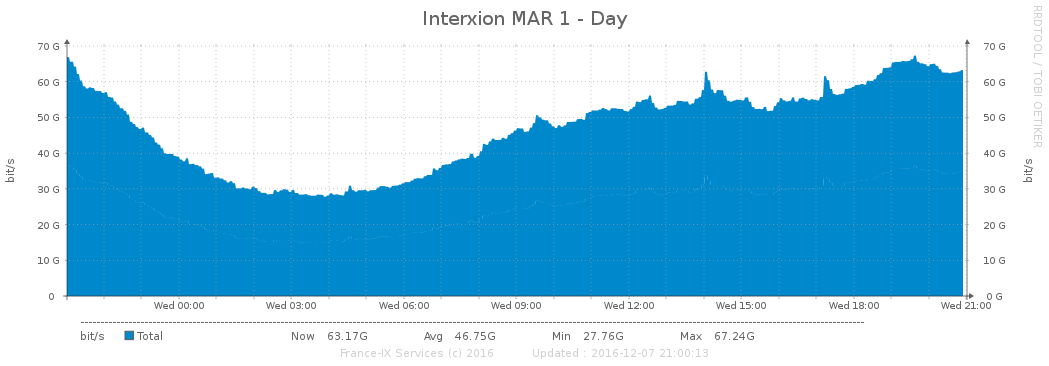 Interxion MAR 1 - Day
RRDTOOL / TOBI OETIKER
70 G 70 G
60 G 60 G
50 G 50 G
40 G 40 G
30 G 30 G
20 G 20 G
10 G 10 G
0 0 G
bit/s bit/s
Wed 00:00 Wed 03:00 Wed 06:00 Wed 09:00 Wed 12:00 Wed 15:00 Wed 18:00 Wed 21:00
bit/s Total Now 63.17G Avg 46.75G Min 27.76G Max 67.24G
France-IX Services (c) 2016 Updated : 2016-12-07 21:00:13